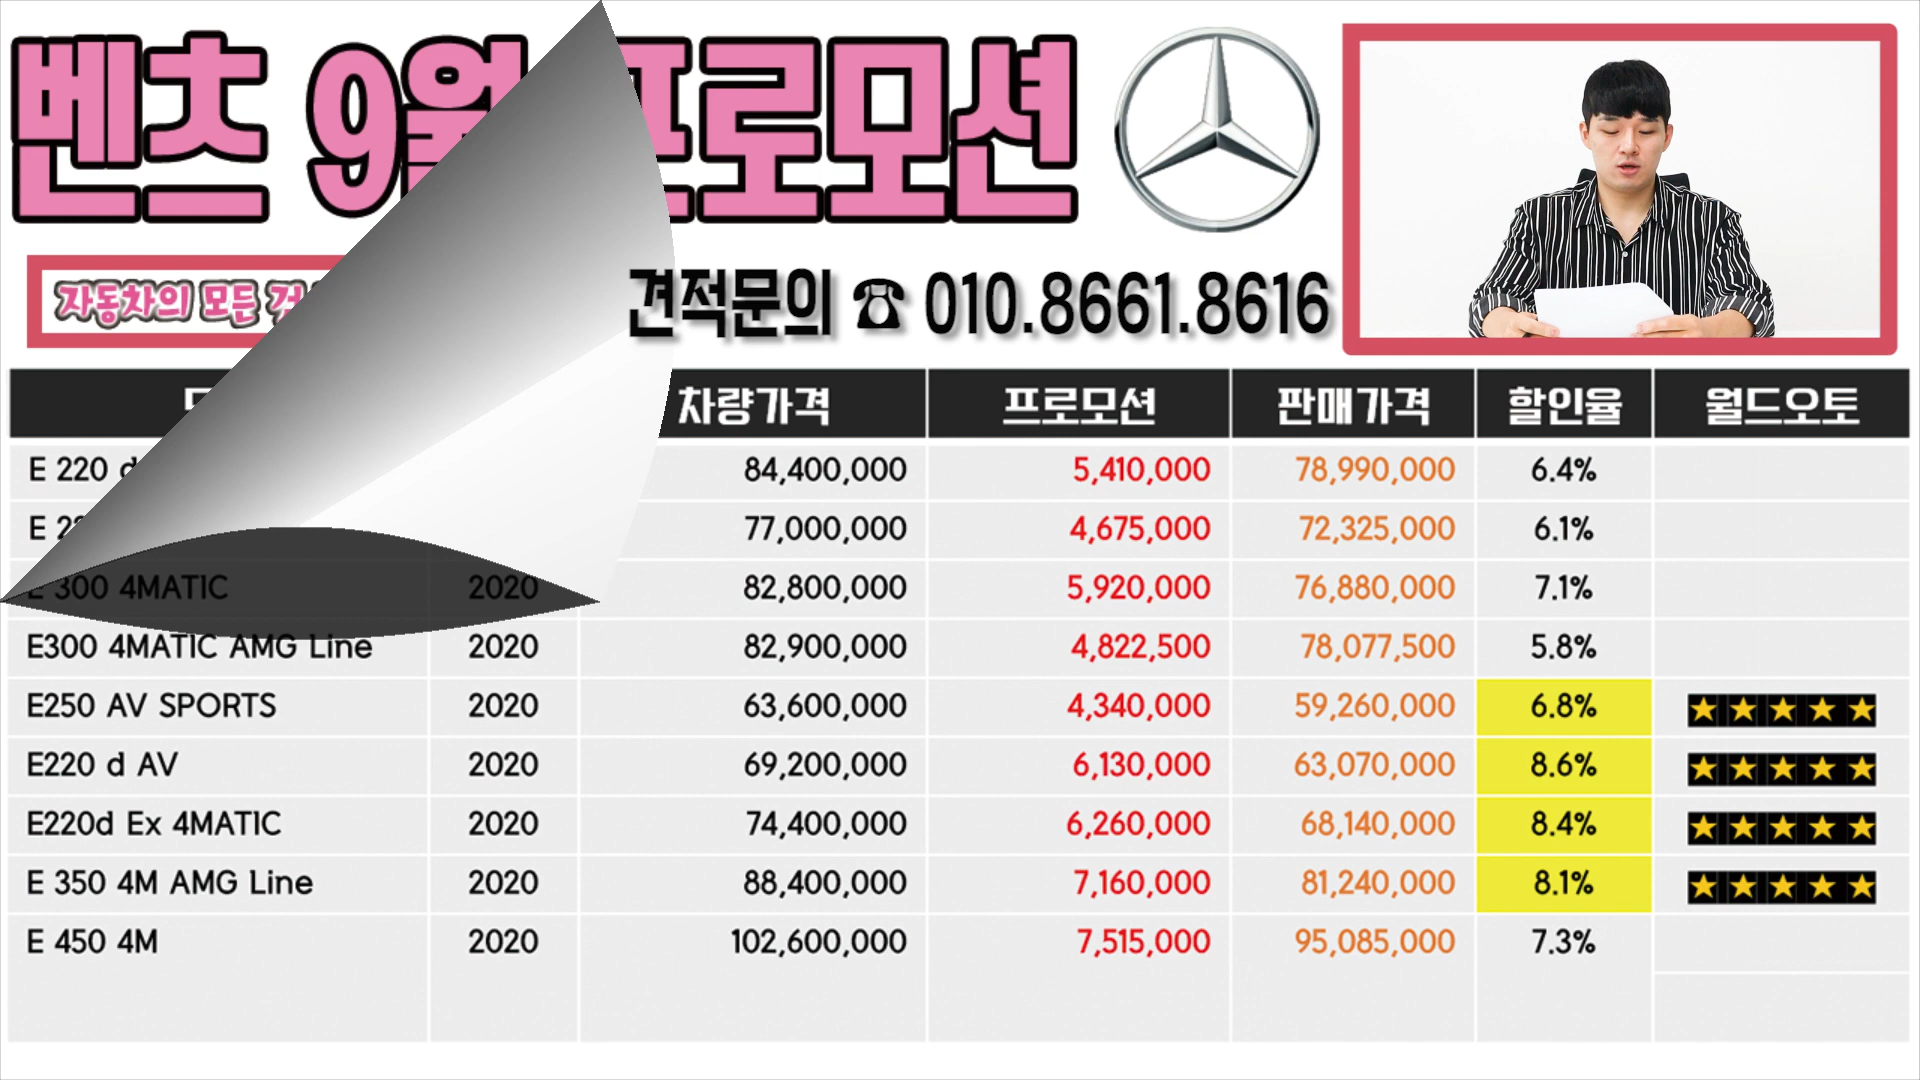 벤츠 9월 프로모션
자동차의 모든 견적문의 ☎ 010.8661.8616
차량가격 프로모션 판매가격 할인율 월드오토
E 220 d 84,400,000 5,410,000 78,990,000 6.4%
E 77,000,000 4,675,000 72,325,000 6.1%
E 300 4MATIC 2020 82,800,000 5,920,000 76,880,000 7.1%
E300 4MATIC AMG Line 2020 82,900,000 4,822,500 78,077,500 5.8%
E250 AV SPORTS 2020 63,600,000 4,340,000 59,260,000 6.8% ★★★★★
E220 d AV 2020 69,200,000 6,130,000 63,070,000 8.6% ★★★★★
E220d Ex 4MATIC 2020 74,400,000 6,260,000 68,140,000 8.4% ★★★★★
E 350 4M AMG Line 2020 88,400,000 7,160,000 81,240,000 8.1% ★★★★★
E 450 4M 2020 102,600,000 7,515,000 95,085,000 7.3%